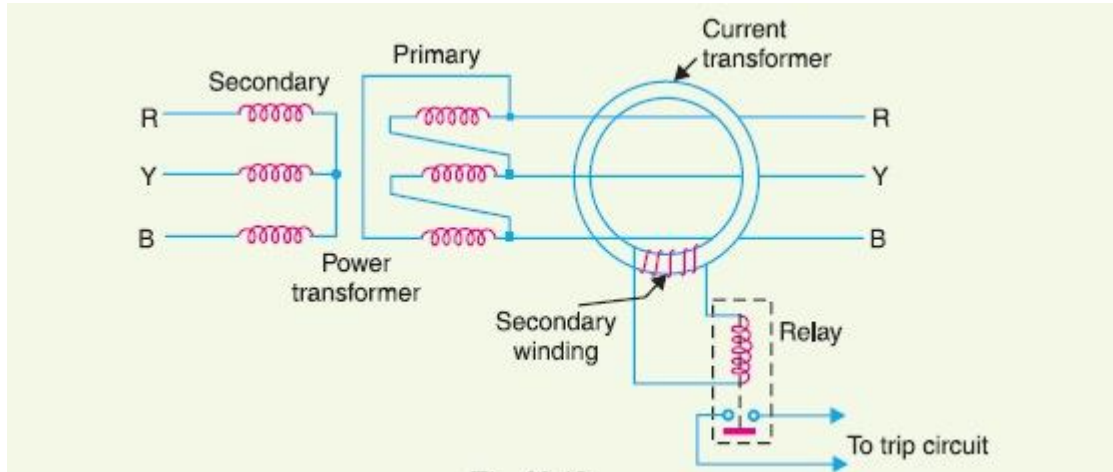 Current
transformer
Primary
Secondary
R
R
Y
Y
B
B
Power
transformer
Secondary
winding
Relay
To trip circuit